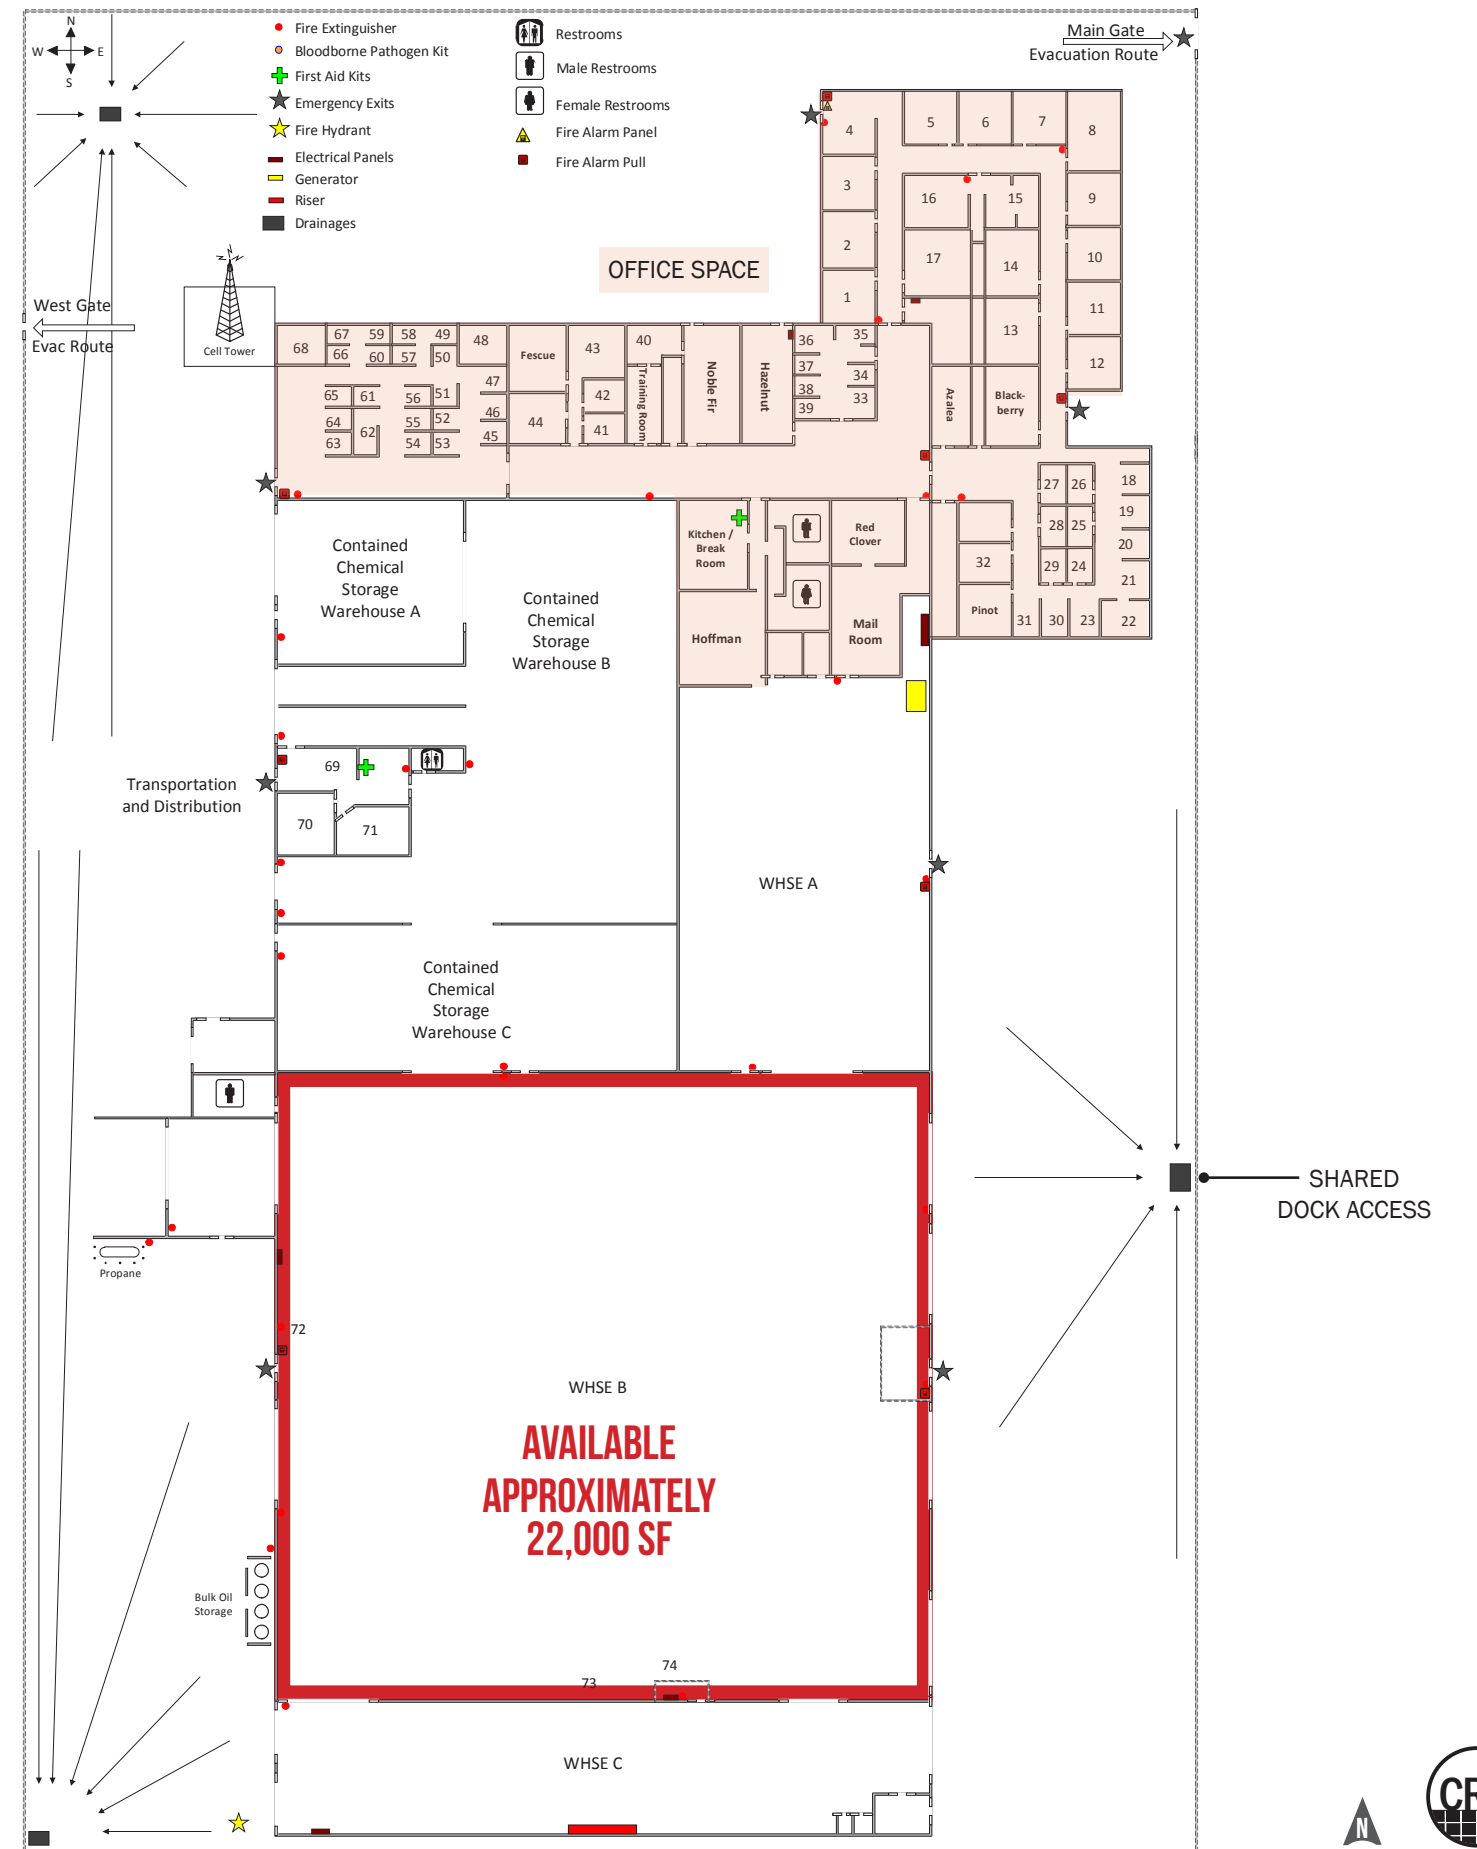 N
W E
S
Fire Extinguisher
Bloodborne Pathogen Kit
First Aid Kits
Emergency Exits
Fire Hydrant
Electrical Panels
Generator
Riser
Drainages
Restrooms
Male Restrooms
Female Restrooms
Fire Alarm Panel
Fire Alarm Pull
Main Gate
Evacuation Route
West Gate
Evac Route
Cell Tower
OFFICE SPACE
4
5
6
7
8
3
16
15
9
2
17
14
10
1
13
11
12
68
67
59
58
49
48
66
60
57
50
Fescue
43
40
Noble Fir
Hazelnut
36
35
37
34
38
33
39
65
61
56
51
47
64
62
55
52
46
63
54
53
45
44
42
41
Training Room
Azalea
Black-
berry
27
26
18
28
25
19
20
32
29
24
21
Pinot
31
30
23
22
Kitchen /
Break
Room
Red
Clover
Hoffman
Mail
Room
Contained
Chemical
Storage
Warehouse A
Contained
Chemical
Storage
Warehouse B
69
70
71
Transportation
and Distribution
WHSE A
Contained
Chemical
Storage
Warehouse C
SHARED
DOCK ACCESS
Propane
72
WHSE B
AVAILABLE
APPROXIMATELY
22,000 SF
Bulk Oil
Storage
74
73
WHSE C
N